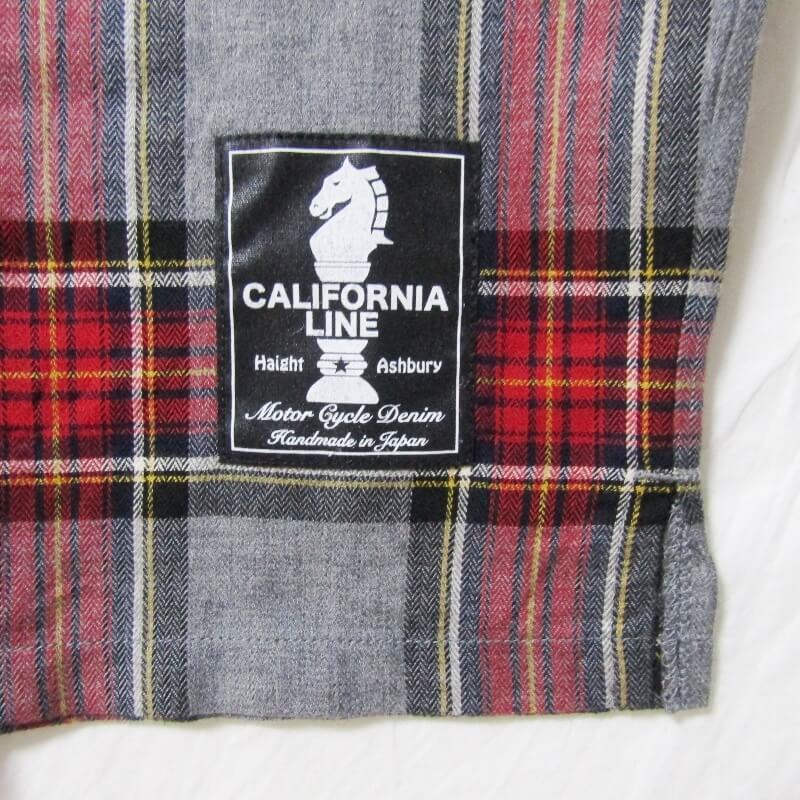 CALIFORNIA
LINE
Haight ★ Ashbury
Motor Cycle Denim
Handmade in Japan